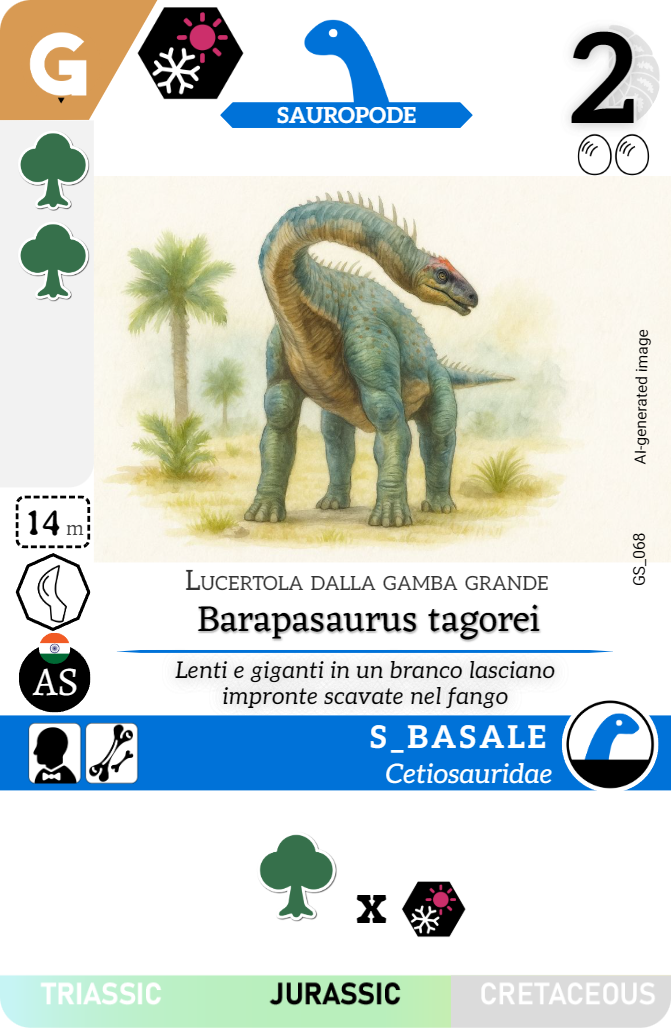 G
SAUROPODE
2
14 m
AS
AI-generated image
GS_068
Lucertola dalla gamba grande
Barapasaurus tagorei
Lenti e giganti in un branco lasciano
impronte scavate nel fango
S_BASALE
Cetiosauridae
x
TRIASSIC JURASSIC CRETACEOUS